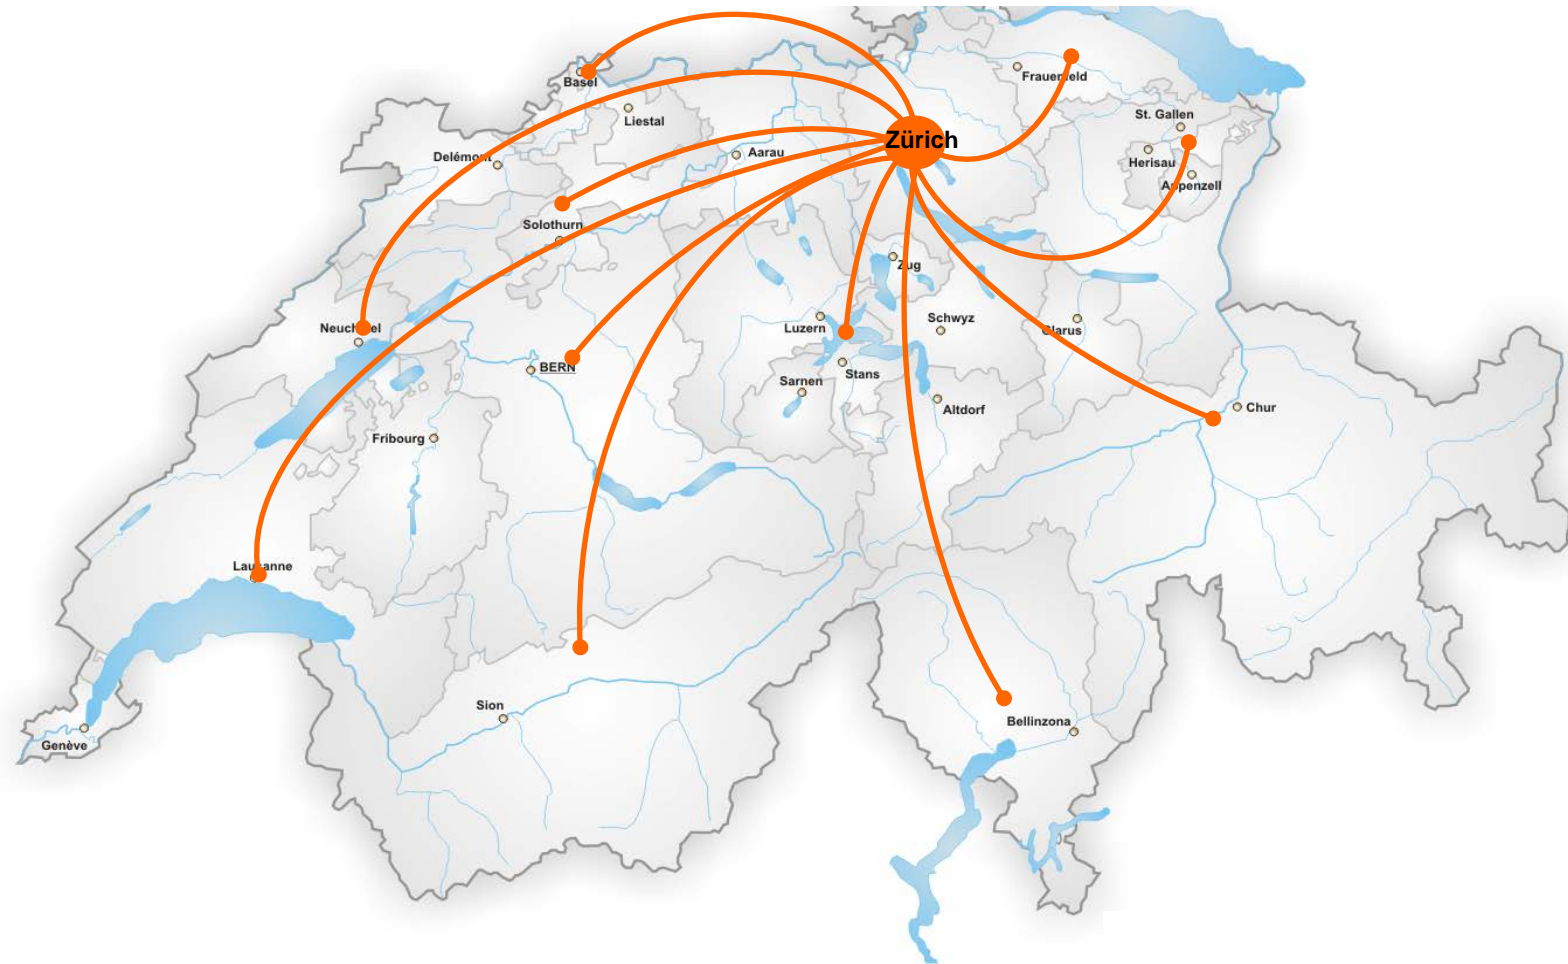 Basel
Frauenfeld
Liestal
St. Gallen
Zürich
Aarau
Delémont
Herisau
Appenzell
Solothurn
Zug
Neuchâtel
Luzern
Schwyz
Glarus
BERN
Stans
Sarnen
Altdorf
Chur
Fribourg
Lausanne
Sion
Bellinzona
Genève